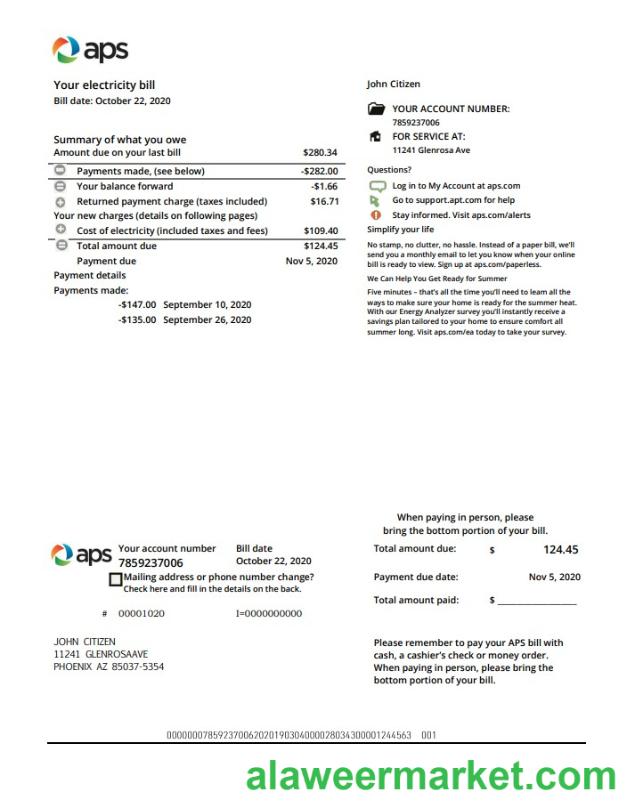 aps
Your electricity bill
Bill date: October 22, 2020
Summary of what you owe
Amount due on your last bill $280.34
Payments made, (see below) -$282.00
Your balance forward -$1.66
Returned payment charge (taxes included) $16.71
Your new charges (details on following pages)
Cost of electricity (included taxes and fees) $109.40
Total amount due $124.45
Payment due Nov 5, 2020
Payment details
Payments made:
-$147.00 September 10, 2020
-$135.00 September 26, 2020
John Citizen
YOUR ACCOUNT NUMBER:
7859237006
FOR SERVICE AT:
11241 Glenrosa Ave
Questions?
Log in to My Account at aps.com
Go to support.apt.com for help
Stay informed. Visit aps.com/alerts
Simplify your life
No stamp, no clutter, no hassle. Instead of a paper bill, we'll
send you a monthly email to let you know when your online
bill is ready to view. Sign up at aps.com/paperless.
We Can Help You Get Ready for Summer
Five minutes – that's all the time you'll need to learn all the
ways to make sure your home is ready for the summer heat.
With our Energy Analyzer survey you'll instantly receive a
savings plan tailored to your home to ensure comfort all
summer long. Visit aps.com/ea today to take your survey.
aps
Your account number Bill date
7859237006 October 22, 2020
Mailing address or phone number change?
Check here and fill in the details on the back.
# 00001020 I=0000000000
JOHN CITIZEN
11241 GLENROSAAVE
PHOENIX AZ 85037-5354
When paying in person, please
bring the bottom portion of your bill.
Total amount due: $ 124.45
Payment due date: Nov 5, 2020
Total amount paid: $ ________________
Please remember to pay your APS bill with
cash, a cashier's check or money order.
When paying in person, please bring the
bottom portion of your bill.
000000078592370062020190304000028034300001244563 001
alaweermarket.com